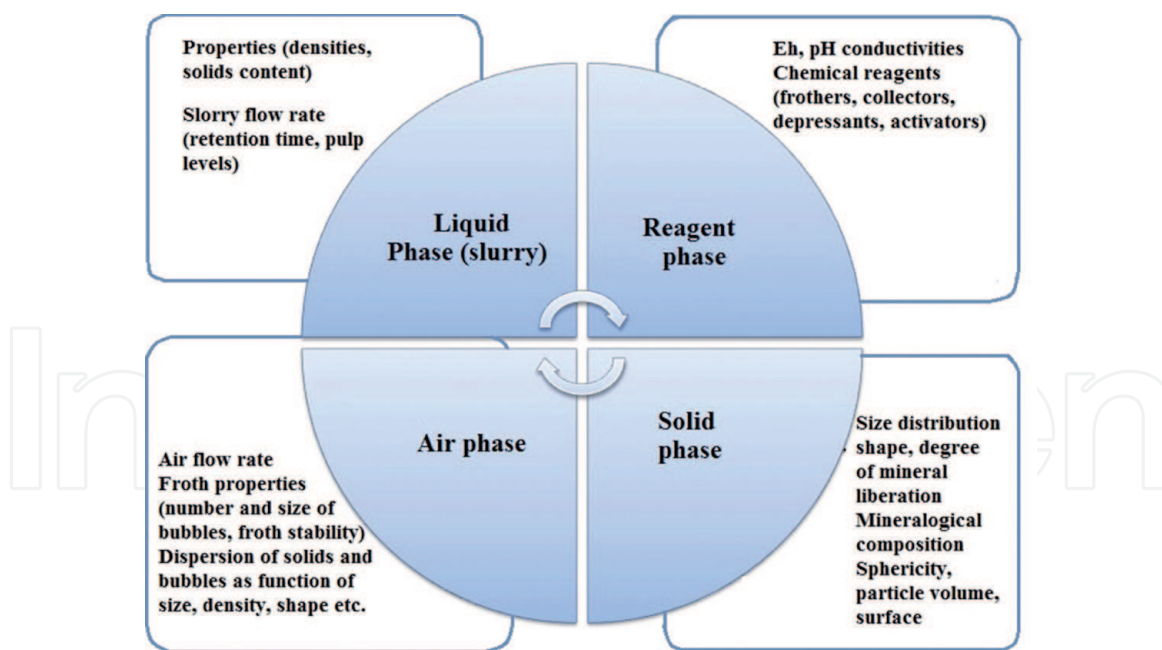 Properties (densities,
solids content)
Slorry flow rate
(retention time, pulp
levels)
Eh, pH conductivities
Chemical reagents
(frothers, collectors,
depressants, activators)
Liquid
Phase (slurry)
Reagent
phase
Air phase
Solid
phase
Air flow rate
Froth properties
(number and size of
bubbles, froth stability)
Dispersion of solids and
bubbles as function of
size, density, shape etc.
Size distribution
shape, degree
of mineral
liberation
Mineralogical
composition
Sphericity,
particle volume,
surface